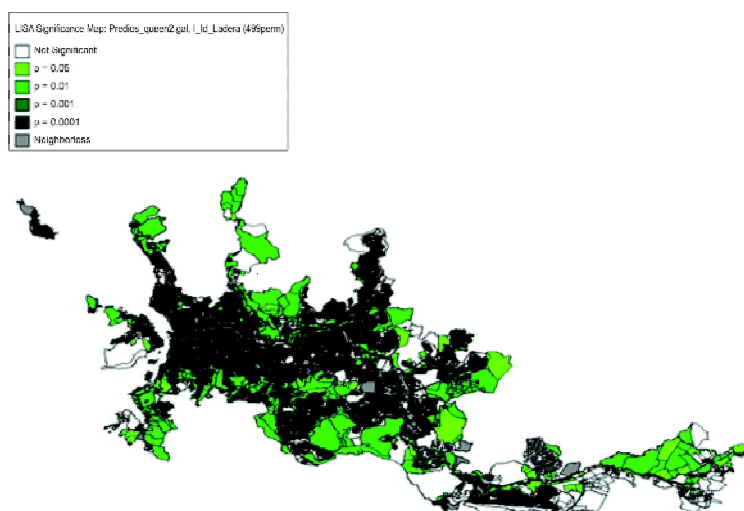 LISA Significance Map: Predios_queen2.gal, I_Id_Ladera (499perm)
Not Significant
p = 0.05
p = 0.01
p = 0.001
p = 0.0001
Neighborless